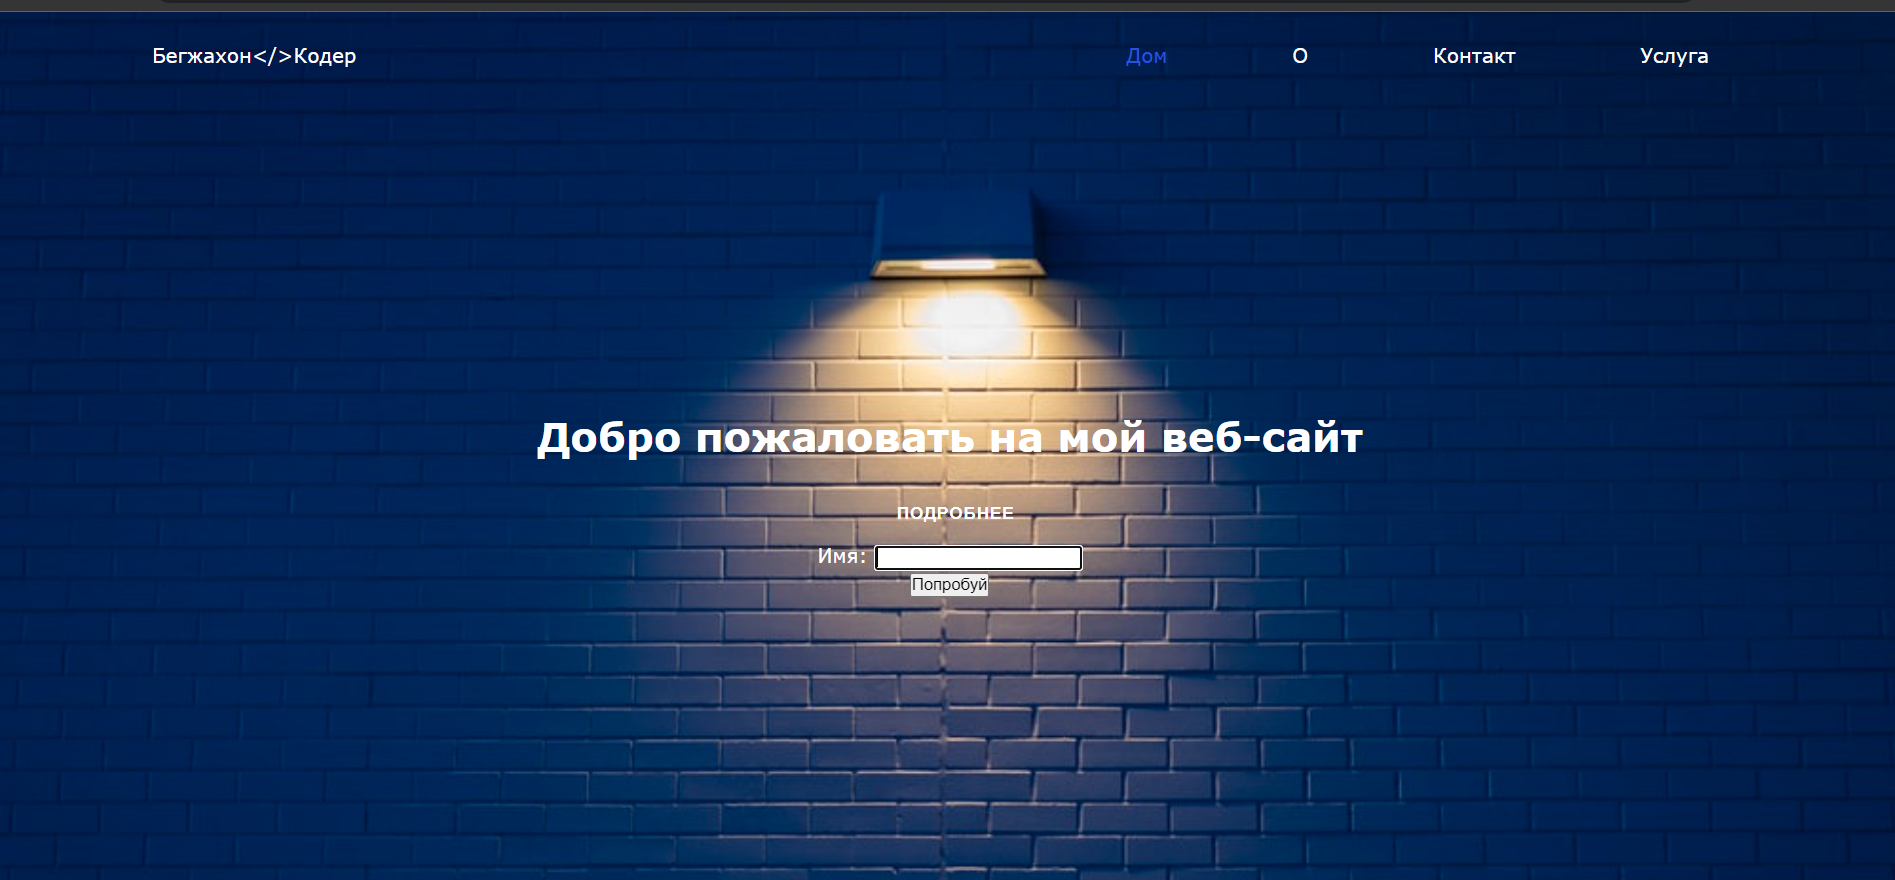 Бегжахон</>Кодер Дом О Контакт Услуга
Добро пожаловать на мой веб-сайт
ПОДРОБНЕЕ
Имя:
Попробуй